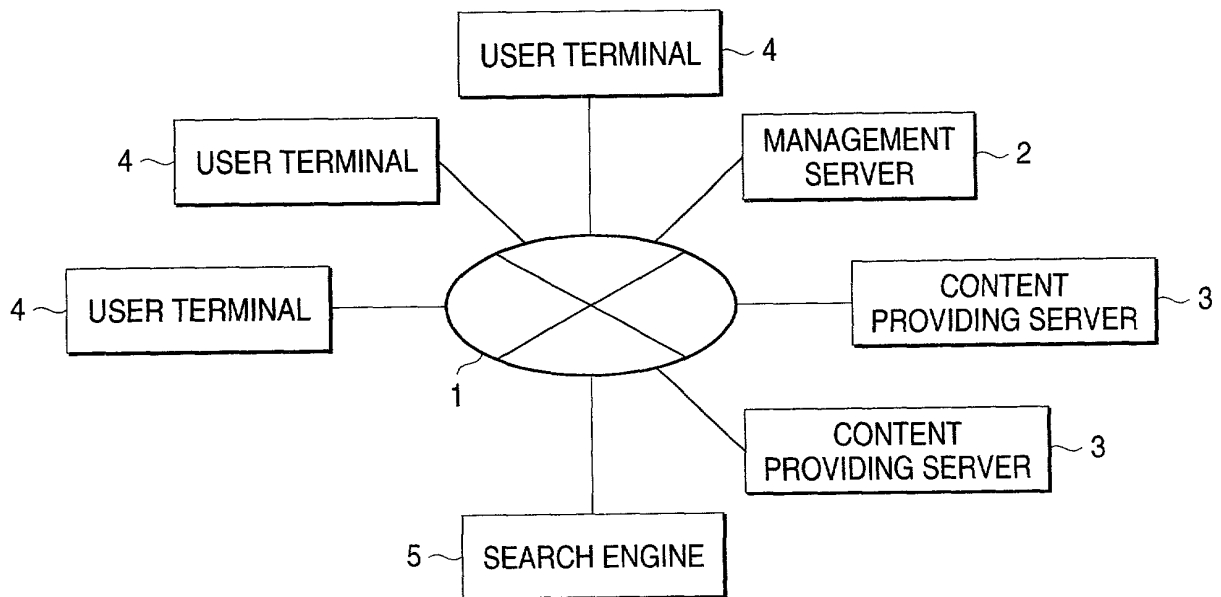 USER TERMINAL 4
4 USER TERMINAL
MANAGEMENT
SERVER 2
4 USER TERMINAL
CONTENT
PROVIDING SERVER 3
1
CONTENT
PROVIDING SERVER 3
5 SEARCH ENGINE